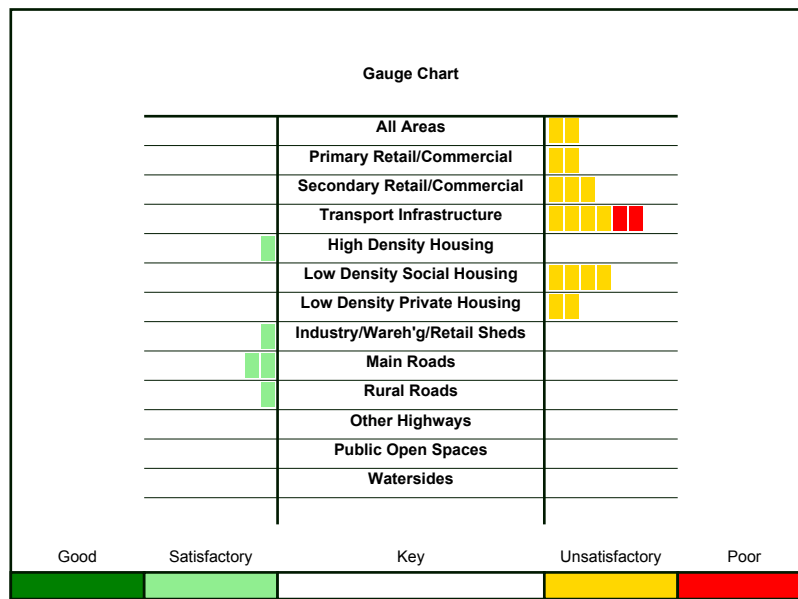 Gauge Chart
All Areas
Primary Retail/Commercial
Secondary Retail/Commercial
Transport Infrastructure
High Density Housing
Low Density Social Housing
Low Density Private Housing
Industry/Wareh'g/Retail Sheds
Main Roads
Rural Roads
Other Highways
Public Open Spaces
Watersides
Good Satisfactory Key Unsatisfactory Poor